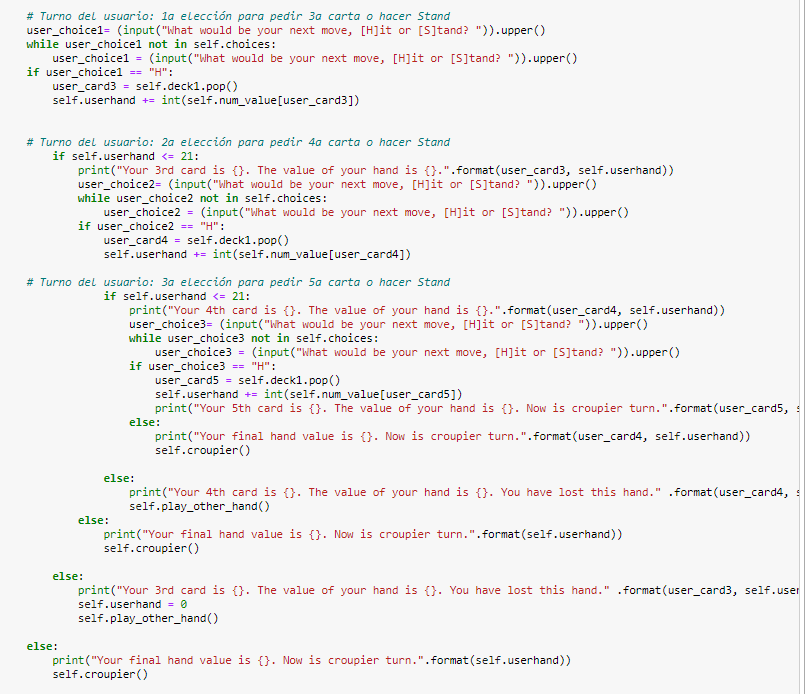 # Turno del usuario: 1a elección para pedir 3a carta o hacer Stand
user_choice1= (input("What would be your next move, [H]it or [S]tand? ")).upper()
while user_choice1 not in self.choices:
    user_choice1 = (input("What would be your next move, [H]it or [S]tand? ")).upper()
if user_choice1 == "H":
    user_card3 = self.deck1.pop()
    self.userhand += int(self.num_value[user_card3])
# Turno del usuario: 2a elección para pedir 4a carta o hacer Stand
    if self.userhand <= 21:
        print("Your 3rd card is {}. The value of your hand is {}.".format(user_card3, self.userhand))
        user_choice2= (input("What would be your next move, [H]it or [S]tand? ")).upper()
        while user_choice2 not in self.choices:
            user_choice2 = (input("What would be your next move, [H]it or [S]tand? ")).upper()
        if user_choice2 == "H":
            user_card4 = self.deck1.pop()
            self.userhand += int(self.num_value[user_card4])
# Turno del usuario: 3a elección para pedir 5a carta o hacer Stand
            if self.userhand <= 21:
                print("Your 4th card is {}. The value of your hand is {}.".format(user_card4, self.userhand))
                user_choice3= (input("What would be your next move, [H]it or [S]tand? ")).upper()
                while user_choice3 not in self.choices:
                    user_choice3 = (input("What would be your next move, [H]it or [S]tand? ")).upper()
                if user_choice3 == "H":
                    user_card5 = self.deck1.pop()
                    self.userhand += int(self.num_value[user_card5])
                    print("Your 5th card is {}. The value of your hand is {}. Now is croupier turn.".format(user_card5,
                else:
                    print("Your final hand value is {}. Now is croupier turn.".format(user_card4, self.userhand))
                    self.croupier()
            else:
                print("Your 4th card is {}. The value of your hand is {}. You have lost this hand." .format(user_card4,
                self.play_other_hand()
        else:
            print("Your final hand value is {}. Now is croupier turn.".format(self.userhand))
            self.croupier()
    else:
        print("Your 3rd card is {}. The value of your hand is {}. You have lost this hand." .format(user_card3, self.user
        self.userhand = 0
        self.play_other_hand()
else:
    print("Your final hand value is {}. Now is croupier turn.".format(self.userhand))
    self.croupier()